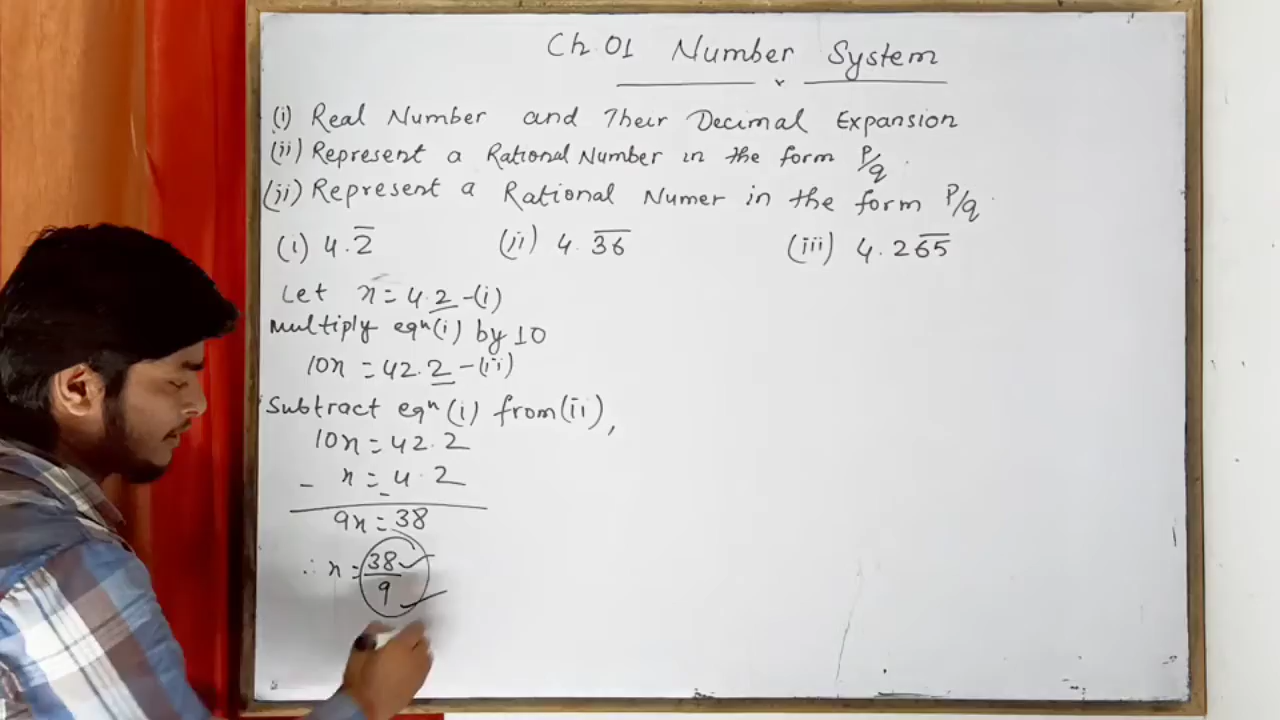 Ch.01 Number System
(i) Real Number and Their Decimal Expansion
(ii) Represent a Rational Number in the form P/q.
(ii) Represent a Rational Numer in the form P/q.
(i) 4.2̅ (ii) 4.3̅6̅ (iii) 4.26̅5̅
Let x = 4.2 -(i)
Multiply eqⁿ(i) by 10
10x = 42.2 -(ii)
Subtract eqⁿ(i) from(ii),
10x = 42.2
- x = 4.2
9x = 38
∴ x = 38/9